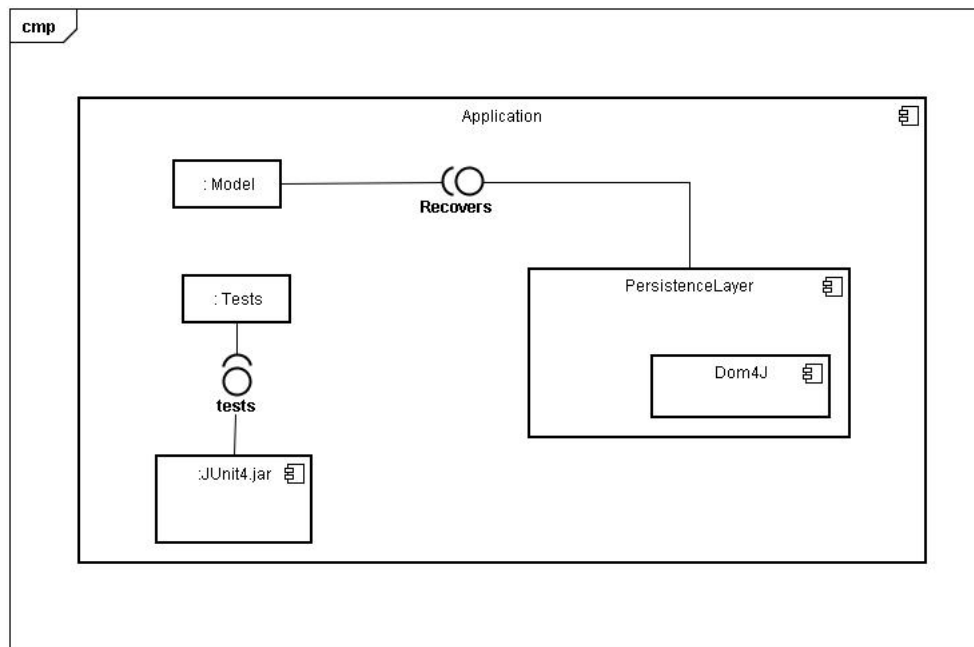 cmp
Application
: Model
Recovers
: Tests
PersistenceLayer
Dom4J
tests
:JUnit4.jar